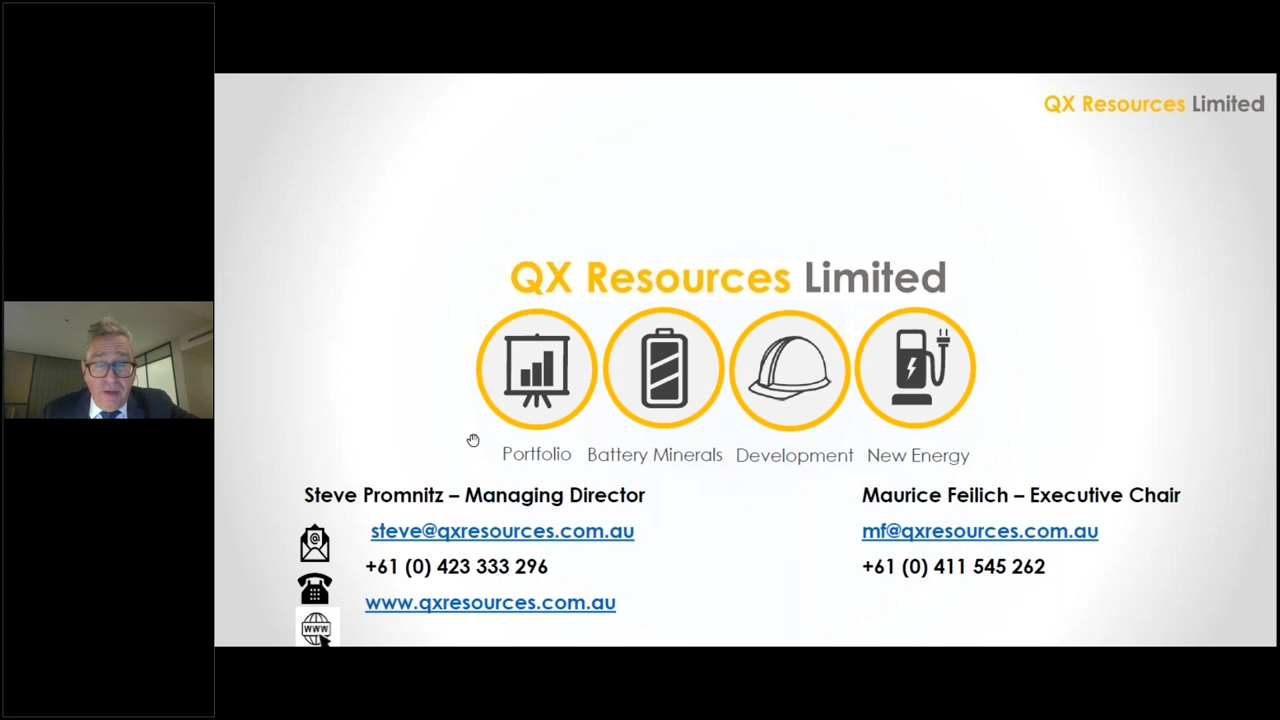 QX Resources Limited
QX Resources Limited
Portfolio Battery Minerals Development New Energy
Steve Promnitz – Managing Director
steve@qxresources.com.au
+61 (0) 423 333 296
www.qxresources.com.au
Maurice Feilich – Executive Chair
mf@qxresources.com.au
+61 (0) 411 545 262
@
WWW